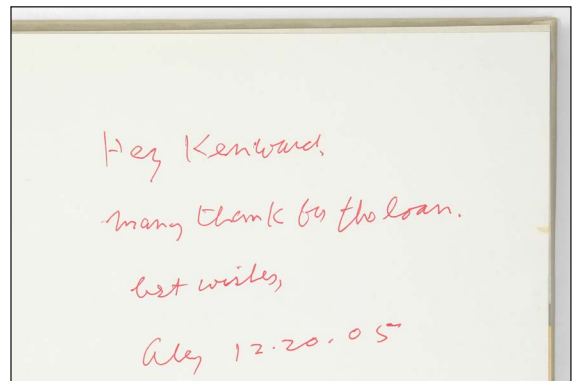 Hey Kenward,
many thank for the loan.
best wishes,
Alex 12.20.05